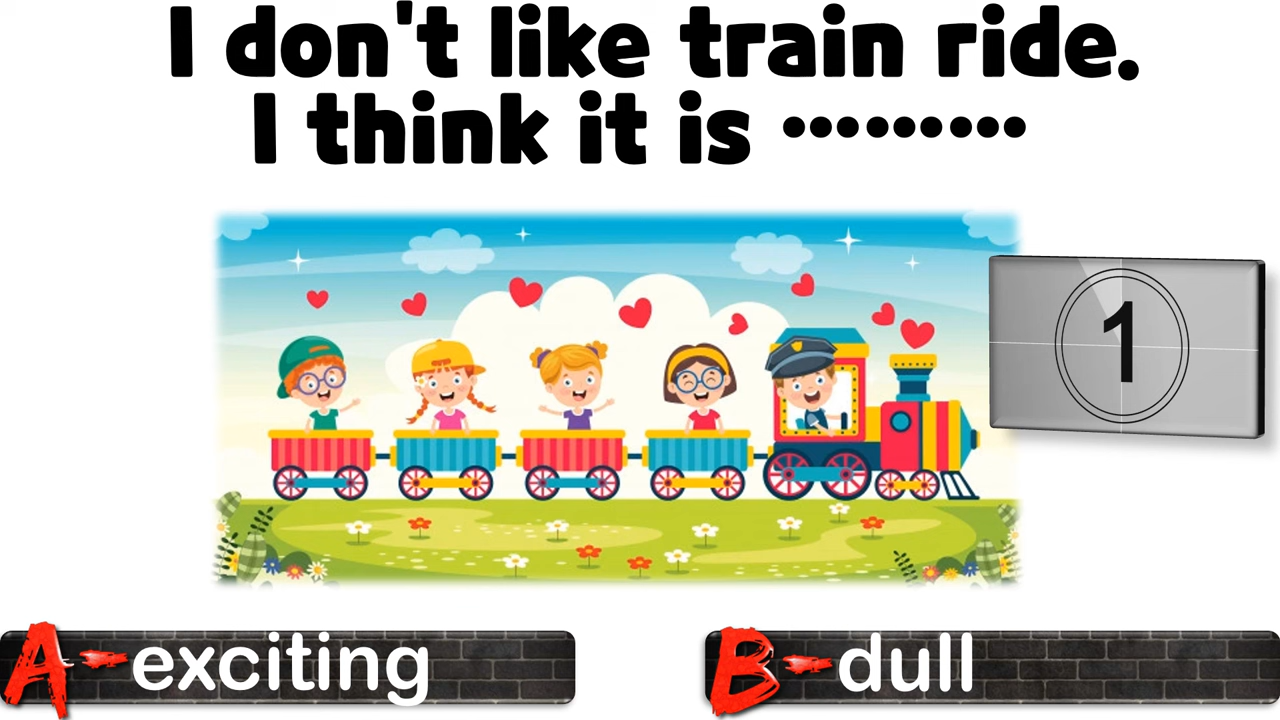 I don't like train ride.
I think it is ·········
1
A- exciting
B- dull